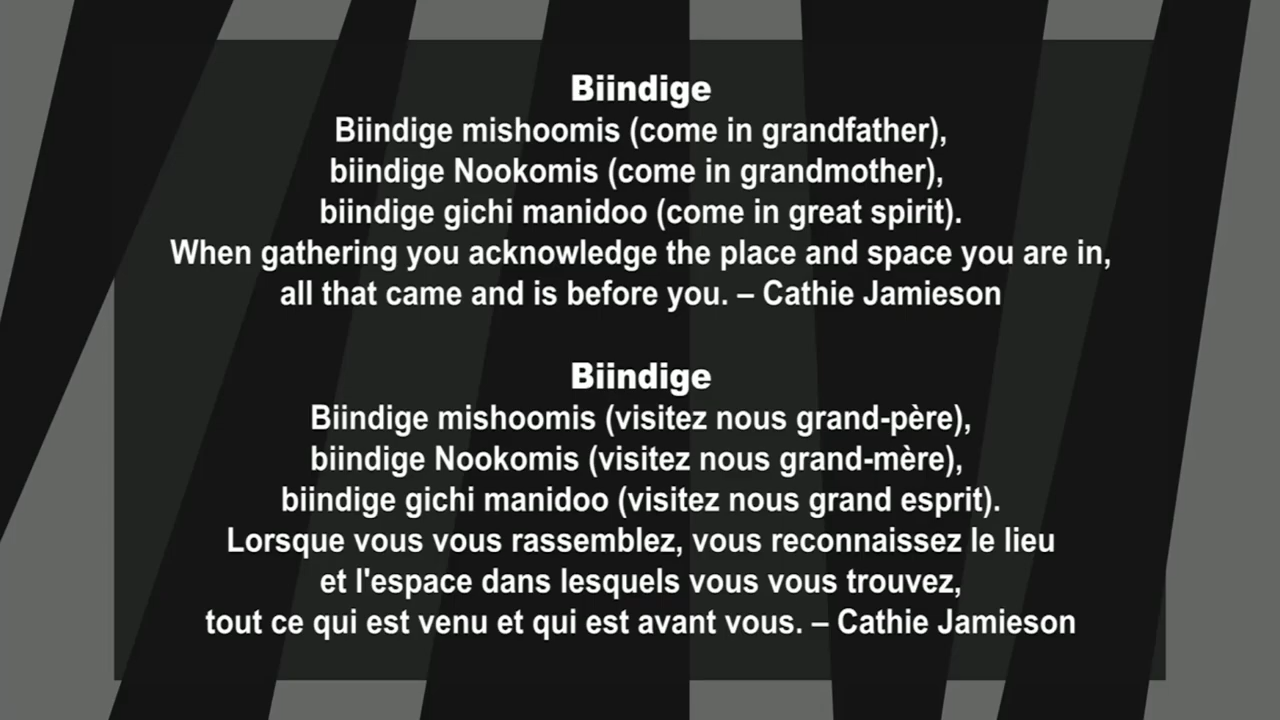 Biindige
Biindige mishoomis (come in grandfather),
biindige Nookomis (come in grandmother),
biindige gichi manidoo (come in great spirit).
When gathering you acknowledge the place and space you are in,
all that came and is before you. – Cathie Jamieson
Biindige
Biindige mishoomis (visitez nous grand-père),
biindige Nookomis (visitez nous grand-mère),
biindige gichi manidoo (visitez nous grand esprit).
Lorsque vous vous rassemblez, vous reconnaissez le lieu
et l'espace dans lesquels vous vous trouvez,
tout ce qui est venu et qui est avant vous. – Cathie Jamieson